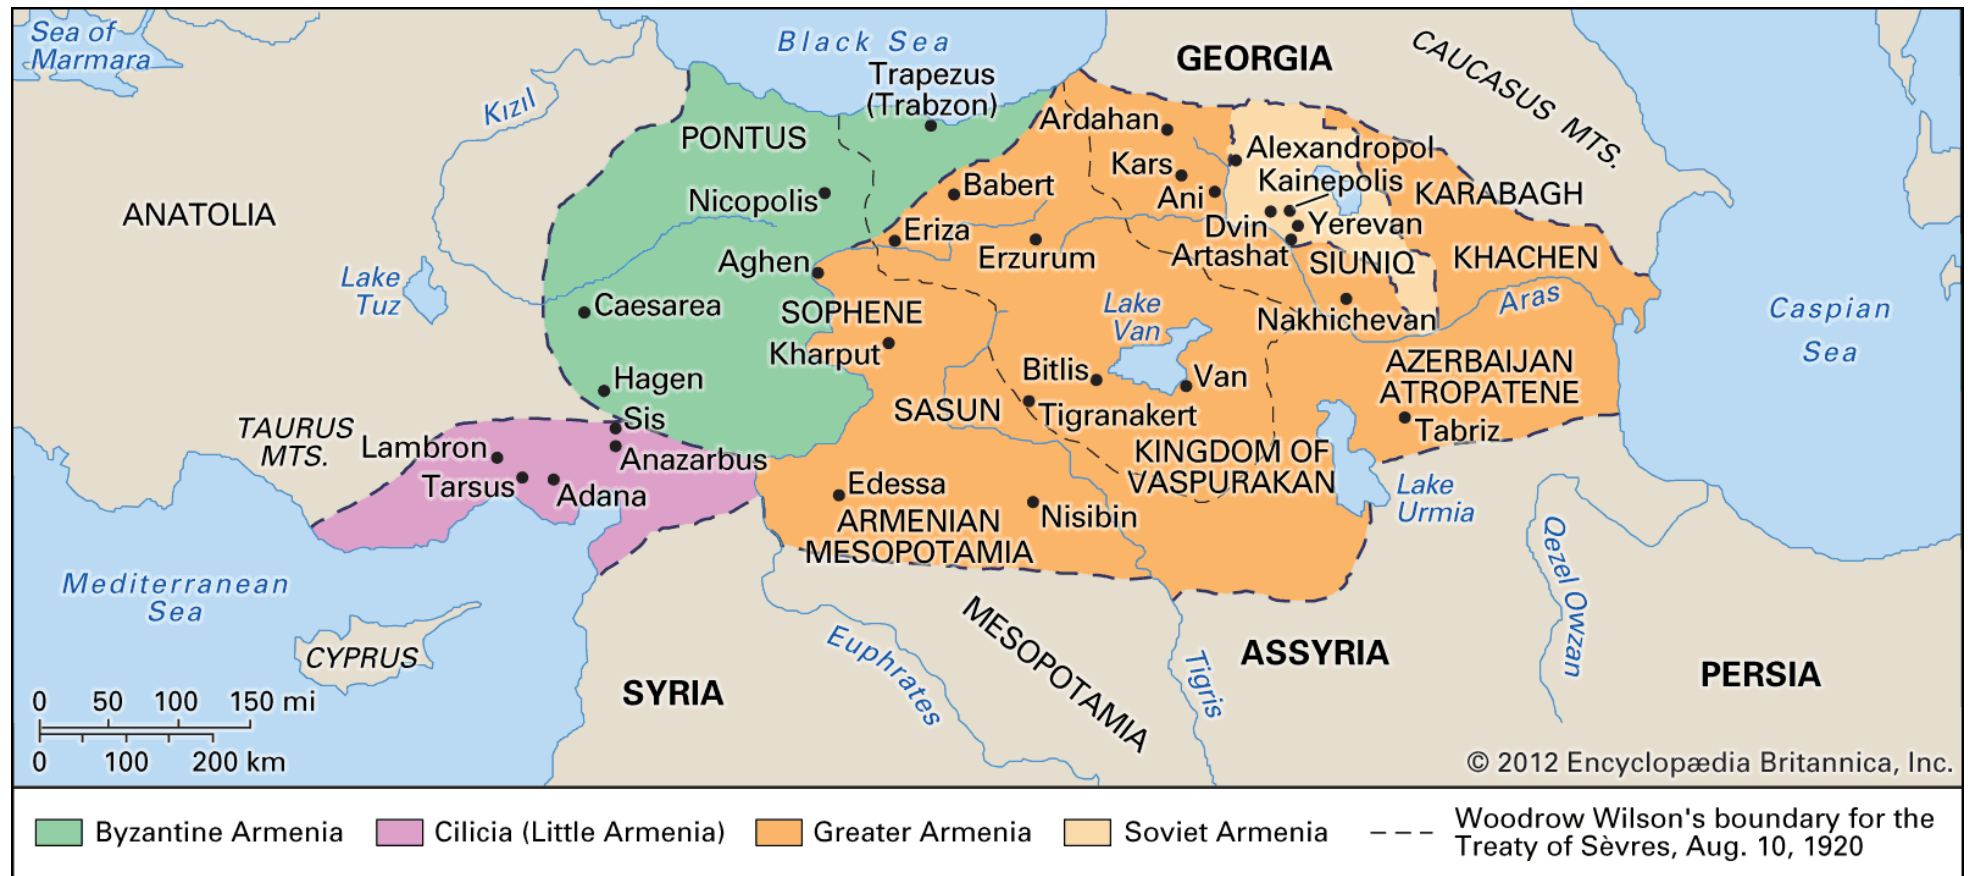 Sea of
Marmara
Black Sea
GEORGIA
CAUCASUS MTS.
Trapezus
(Trabzon)
Kızıl
PONTUS
Ardahan
Alexandropol
Kars
Kainepolis
Babert
Ani
KARABAGH
Nicopolis
ANATOLIA
Dvin
Yerevan
Eriza
Erzurum
Artashat
SIUNIQ
KHACHEN
Aghen
Lake
Tuz
Caesarea
SOPHENE
Lake
Van
Aras
Nakhichevan
Caspian
Sea
Kharput
AZERBAIJAN
ATROPATENE
Bitlis
Van
Hagen
SASUN
Tigranakert
Sis
Tabriz
TAURUS
MTS.
Lambron
Anazarbus
KINGDOM OF
VASPURAKAN
Tarsus
Adana
Edessa
Lake
Urmia
Nisibin
ARMENIAN
MESOPOTAMIA
Qezel Owzan
Mediterranean
Sea
CYPRUS
MESOPOTAMIA
Euphrates
Tigris
ASSYRIA
PERSIA
SYRIA
0 50 100 150 mi
0 100 200 km
© 2012 Encyclopædia Britannica, Inc.
Byzantine Armenia
Cilicia (Little Armenia)
Greater Armenia
Soviet Armenia
Woodrow Wilson's boundary for the
Treaty of Sèvres, Aug. 10, 1920